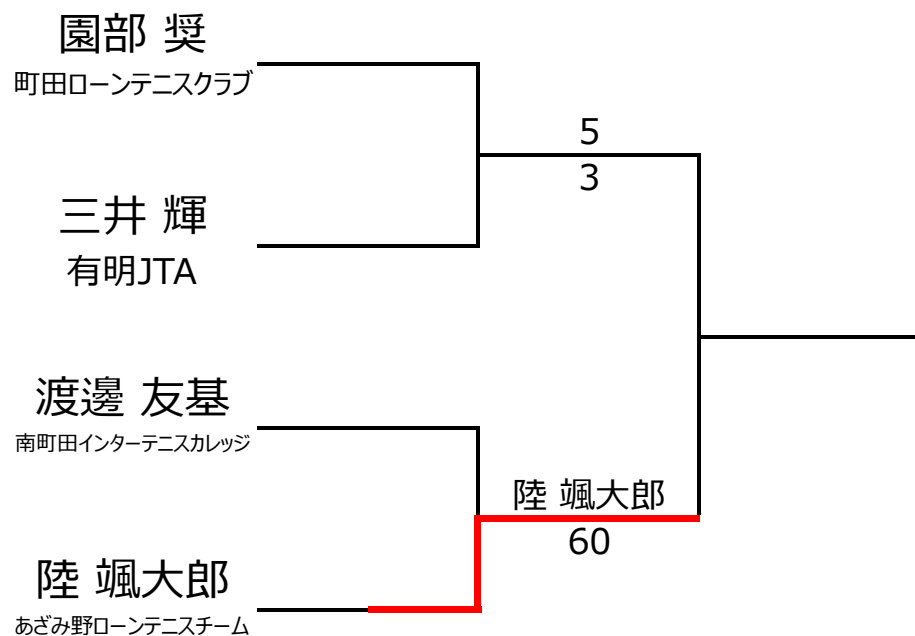 園部 奨
町田ローンテニスクラブ
5
3
三井 輝
有明JTA
渡邊 友基
南町田インターテニスカレッジ
陸 颯大郎
60
陸 颯大郎
あざみ野ローンテニスチーム